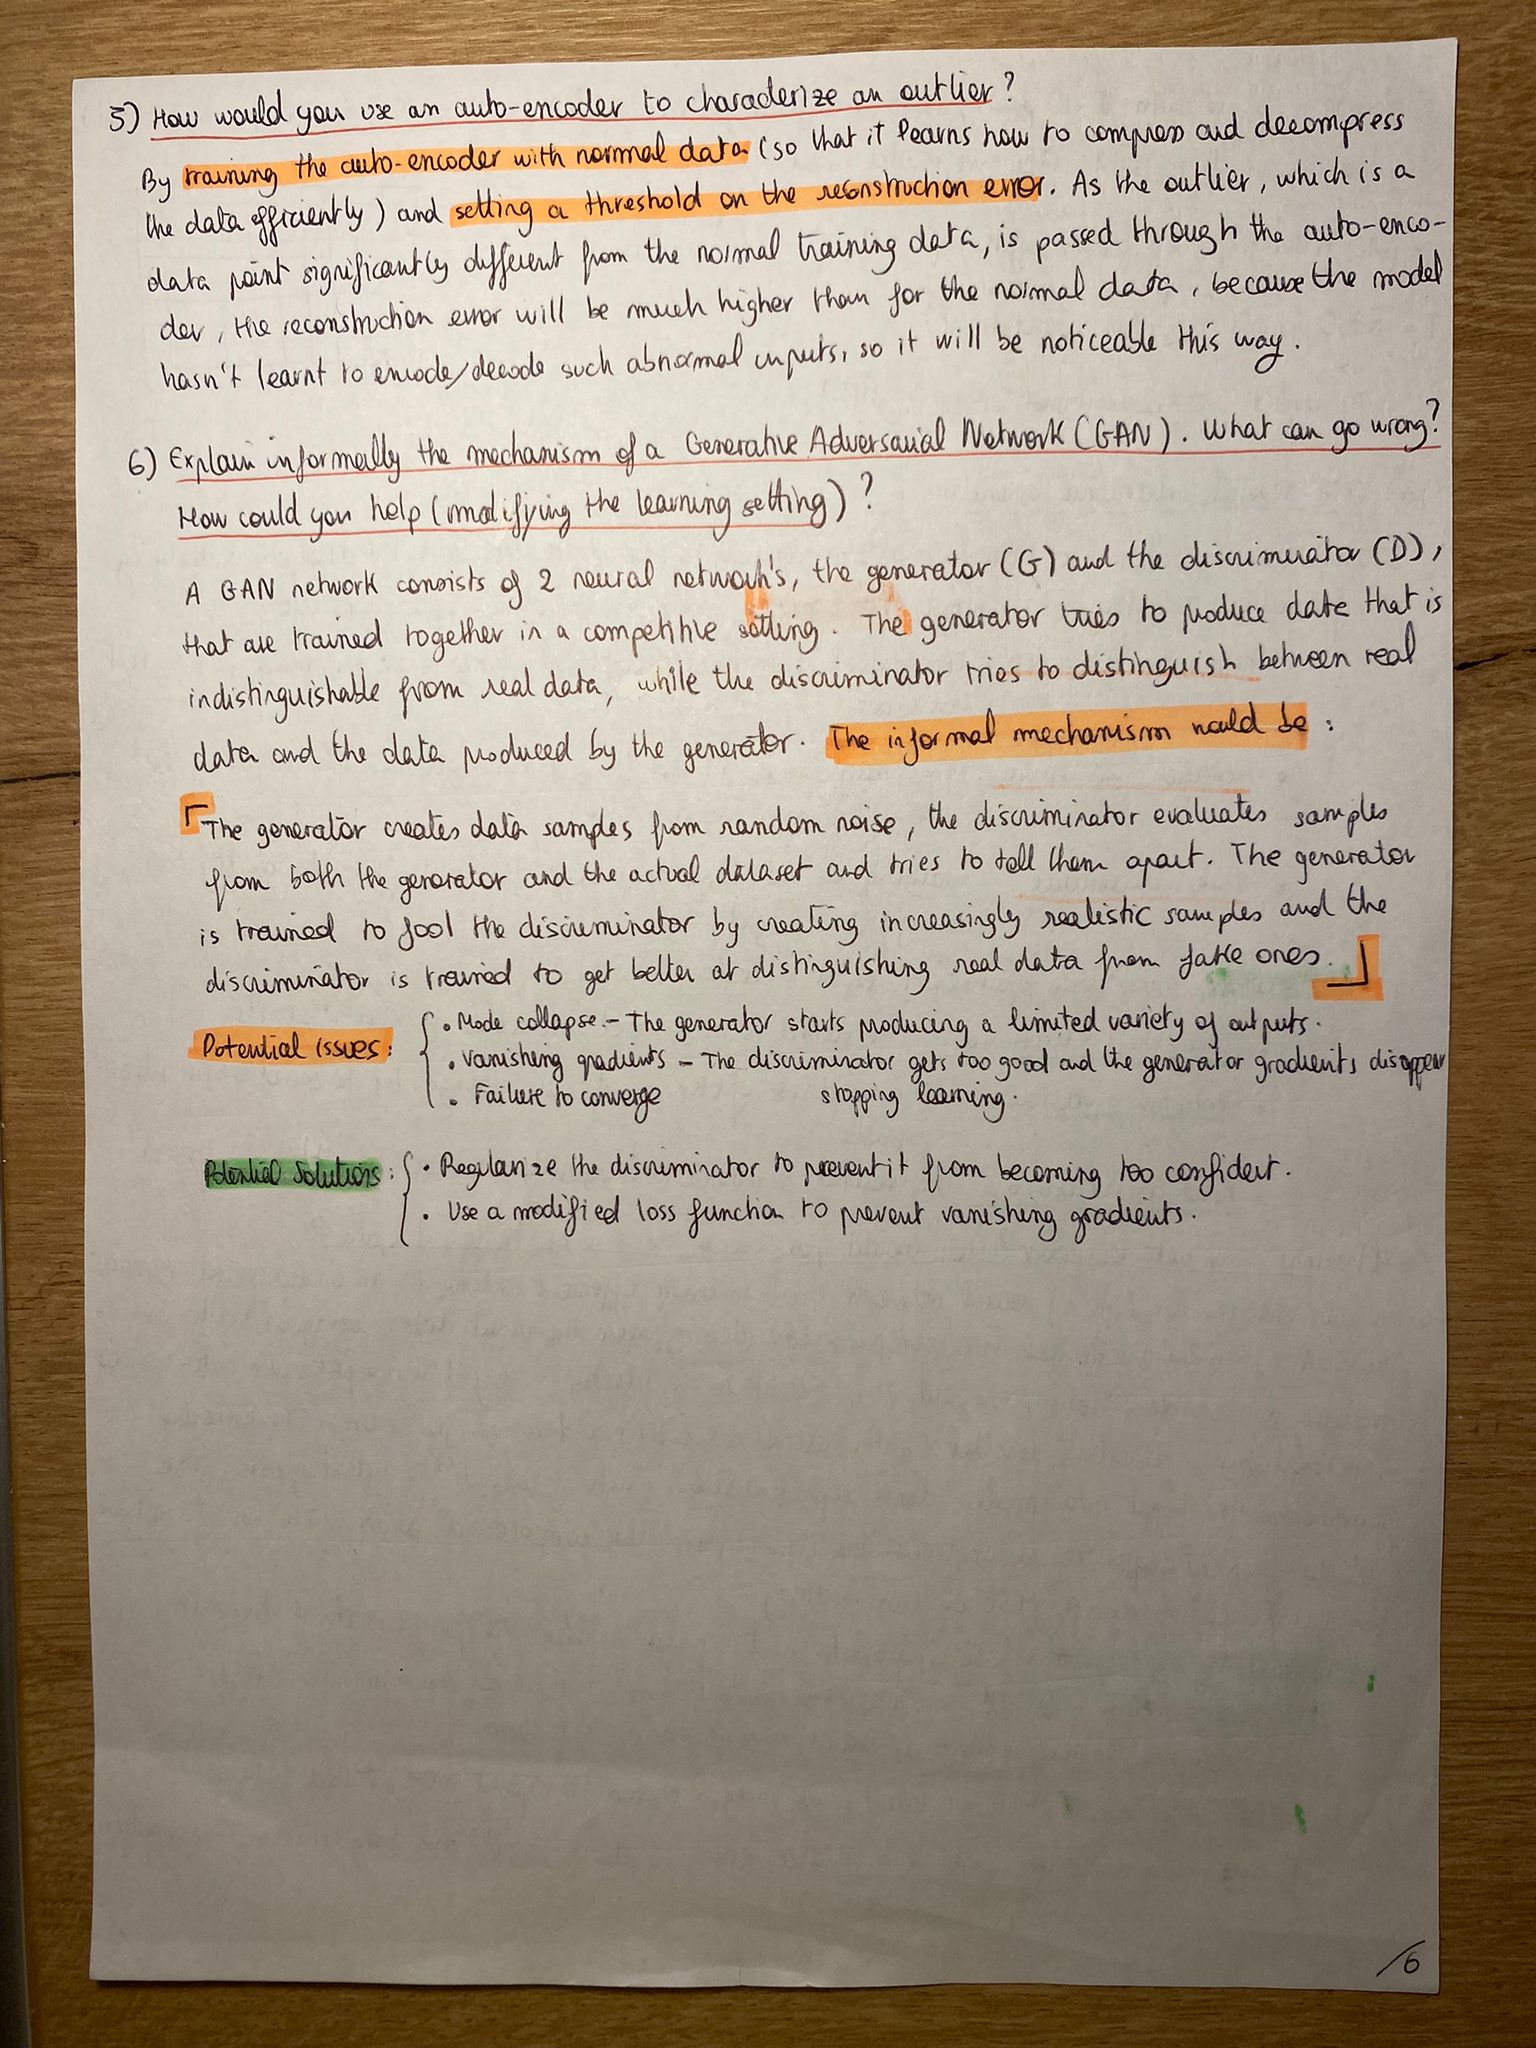 5) How would you use an auto-encoder to characterize an outlier?
By training the auto-encoder with normal data (so that it learns how to compress and decompress
the data efficiently) and setting a threshold on the reconstruction error. As the outlier, which is a
data point significantly different from the normal training data, is passed through the auto-enco-
der, the reconstruction error will be much higher than for the normal data, because the model
hasn't learnt to encode/decode such abnormal inputs, so it will be noticeable this way.
6) Explain informally the mechanism of a Generative Adversarial Network (GAN). What can go wrong?
How could you help (modifying the learning setting)?
A GAN network consists of 2 neural network's, the generator (G) and the discriminator (D),
that are trained together in a competitive setting. The generator tries to produce data that is
indistinguishable from real data, while the discriminator tries to distinguish between real
data and the data produced by the generator. The informal mechanism would be:
The generator creates data samples from random noise, the discriminator evaluates samples
from both the generator and the actual dataset and tries to tell them apart. The generator
is trained to fool the discriminator by creating increasingly realistic samples and the
discriminator is trained to get better at distinguishing real data from fake ones.
Potential issues: • Mode collapse - The generator starts producing a limited variety of outputs.
• Vanishing gradients - The discriminator gets too good and the generator gradients disappear
• Failure to converge stopping learning.
Potential Solutions: • Regularize the discriminator to prevent it from becoming too confident.
• Use a modified loss function to prevent vanishing gradients.
/6